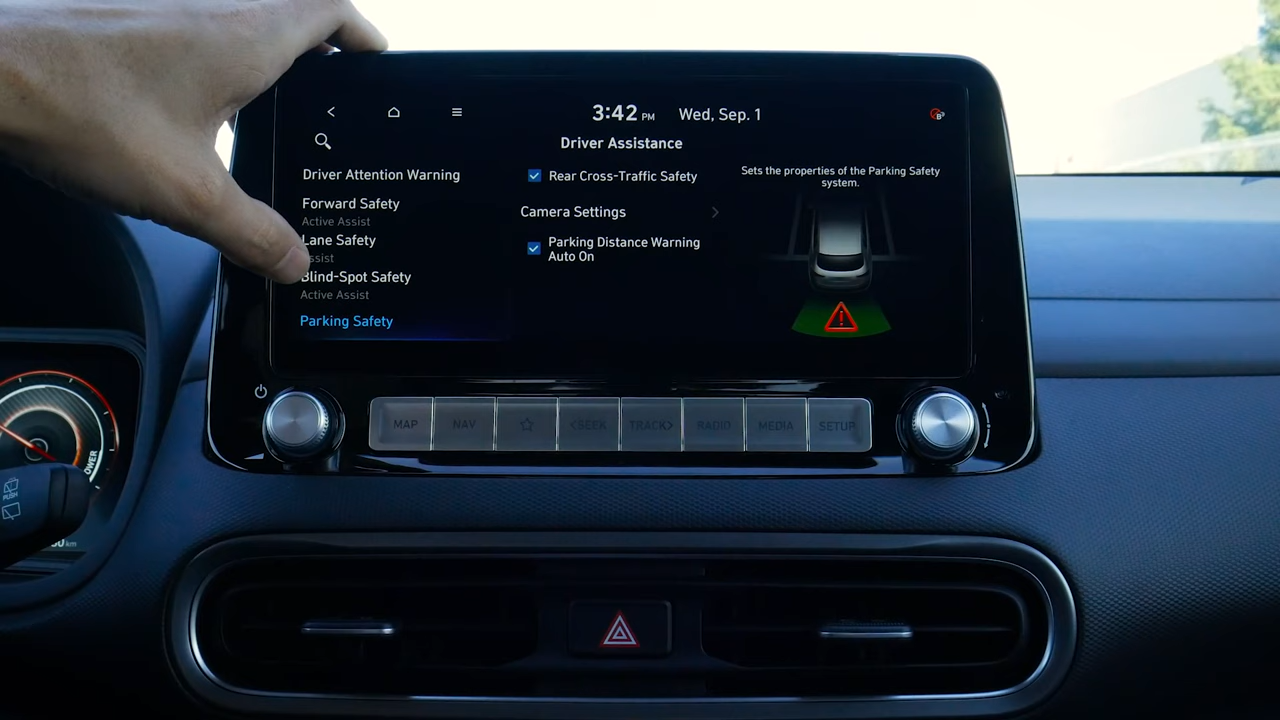 3:42 PM Wed, Sep. 1
Driver Assistance
Driver Attention Warning
Forward Safety
Active Assist
Lane Safety
Blind-Spot Safety
Active Assist
Parking Safety
Rear Cross-Traffic Safety
Camera Settings
Parking Distance Warning
Auto On
Sets the properties of the Parking Safety
system.
MAP
NAV
<SEEK
TRACK>
RADIO
MEDIA
SETUP
PUSH
km